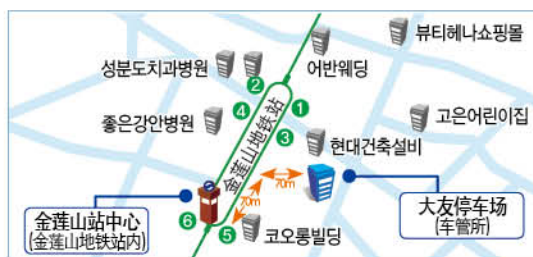 뷰티헤나쇼핑몰
어반웨딩
성분도치과병원
2
1
4
3
좋은강안병원
고은어린이집
金莲山地铁站
현대건축설비
70m
70m
金莲山站中心
(金莲山地铁站内)
6
5
코오롱빌딩
大友停车场
(车管所)